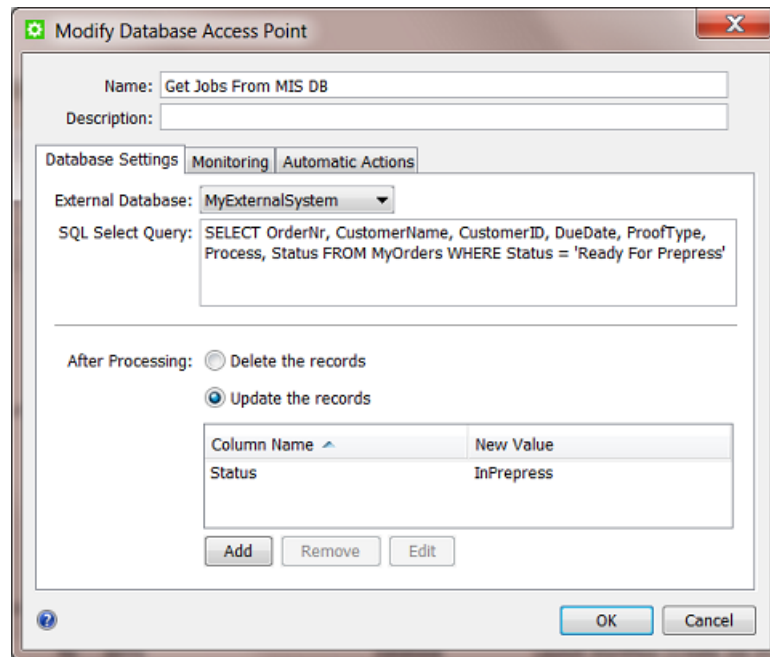 Modify Database Access Point
Name: Get Jobs From MIS DB
Description:
Database Settings Monitoring Automatic Actions
External Database: MyExternalSystem
SQL Select Query: SELECT OrderNr, CustomerName, CustomerID, DueDate, ProofType,
Process, Status FROM MyOrders WHERE Status = 'Ready For Prepress'
After Processing: Delete the records
Update the records
Column Name New Value
Status InPrepress
Add Remove Edit
OK Cancel